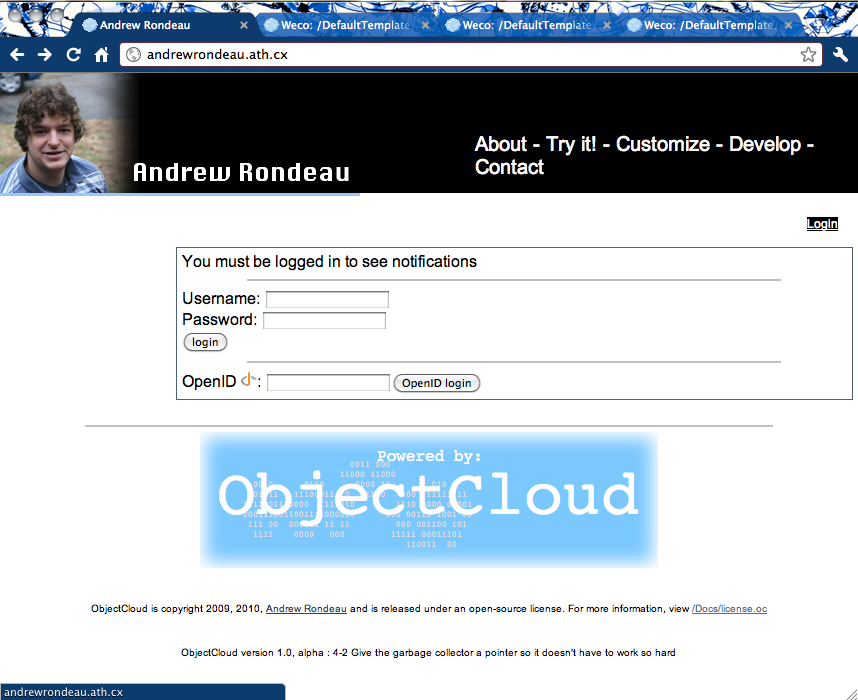 Andrew Rondeau
Weco: /DefaultTemplate
Weco: /DefaultTemplate
Weco: /DefaultTemplate
andrewrondeau.ath.cx
Andrew Rondeau
About - Try it! - Customize - Develop -
Contact
Login
You must be logged in to see notifications
Username:
Password:
login
OpenID :
OpenID login
Powered by:
ObjectCloud
ObjectCloud is copyright 2009, 2010, Andrew Rondeau and is released under an open-source license. For more information, view /Docs/license.oc
ObjectCloud version 1.0, alpha : 4-2 Give the garbage collector a pointer so it doesn't have to work so hard
andrewrondeau.ath.cx